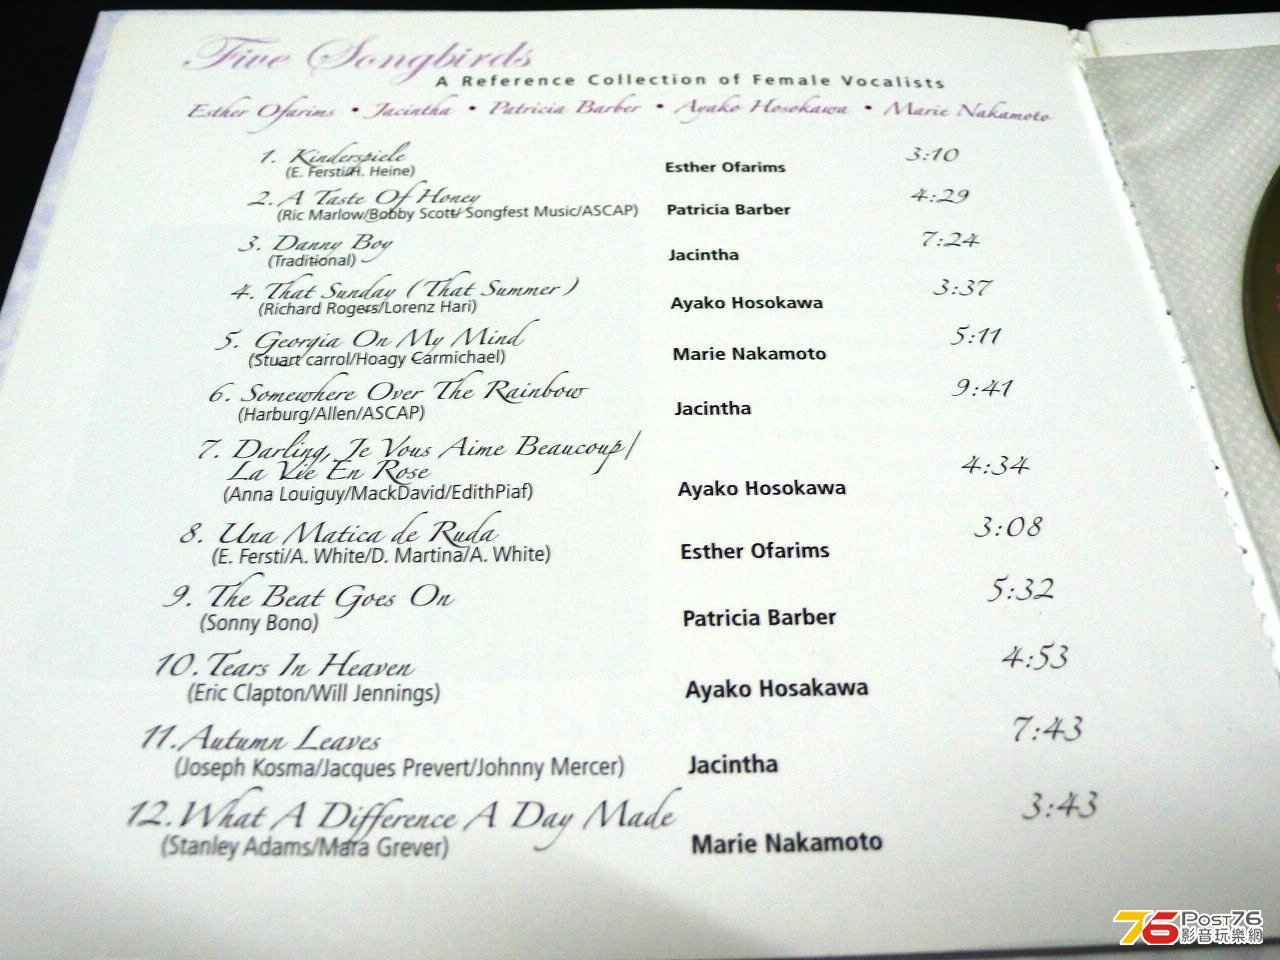 Five Songbirds
A Reference Collection of Female Vocalists
Esther Ofarims • Jacintha • Patricia Barber • Ayako Hosokawa • Marie Nakamoto
1. Kinderspiele Esther Ofarims 3:10
(E. Fersti/H. Heine)
2. A Taste Of Honey Patricia Barber 4:29
(Ric Marlow/Bobby Scott/ Songfest Music/ASCAP)
3. Danny Boy Jacintha 7:24
(Traditional)
4. That Sunday (That Summer) Ayako Hosokawa 3:37
(Richard Rogers/Lorenz Hari)
5. Georgia On My Mind Marie Nakamoto 5:11
(Stuart carrol/Hoagy Carmichael)
6. Somewhere Over The Rainbow Jacintha 9:41
(Harburg/Allen/ASCAP)
7. Darling, Je Vous Aime Beaucoup/
La Vie En Rose Ayako Hosokawa 4:34
(Anna Louiguy/MackDavid/EdithPiaf)
8. Una Matica de Ruda Esther Ofarims 3:08
(E. Fersti/A. White/D. Martina/A. White)
9. The Beat Goes On Patricia Barber 5:32
(Sonny Bono)
10. Tears In Heaven Ayako Hosakawa 4:53
(Eric Clapton/Will Jennings)
11. Autumn Leaves Jacintha 7:43
(Joseph Kosma/Jacques Prevert/Johnny Mercer)
12. What A Difference A Day Made Marie Nakamoto 3:43
(Stanley Adams/Mara Grever)
76 Post76
影音玩樂網